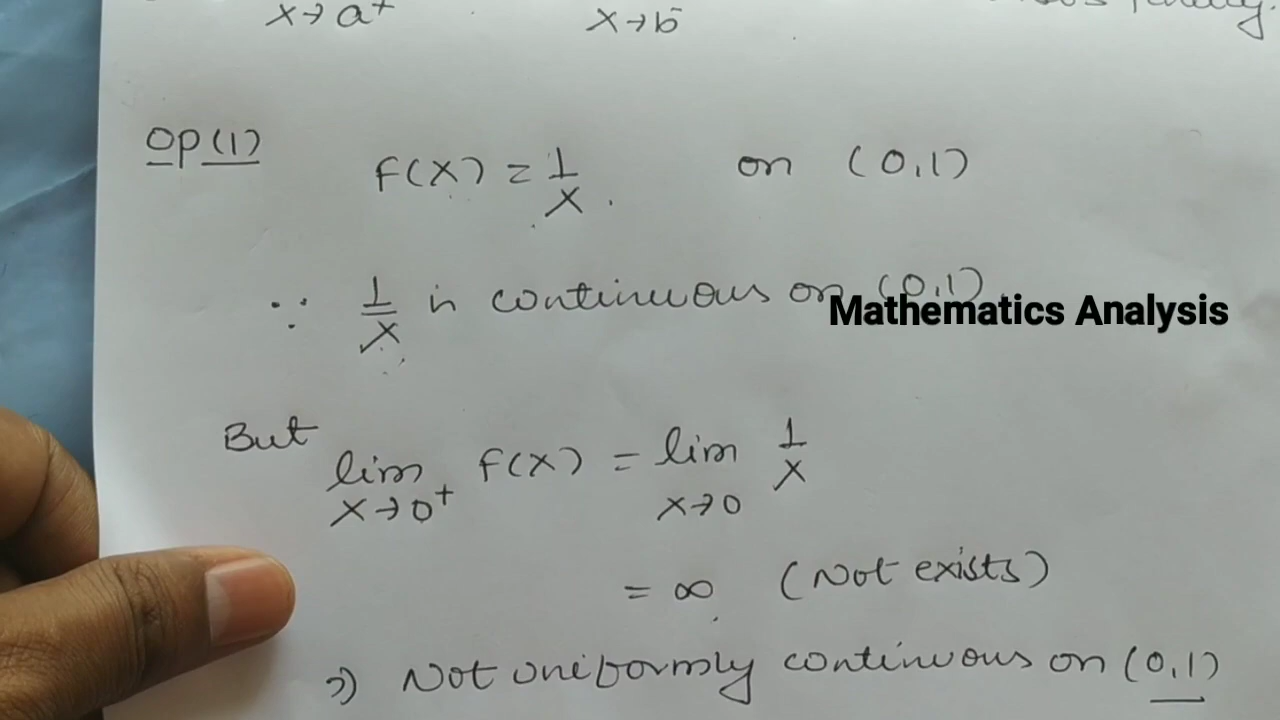 x→a⁺ x→b⁻
OP(1)
f(x) = 1/x. on (0,1)
∵ 1/x is continuous on (0,1).
Mathematics Analysis
But lim x→0⁺ f(x) = lim x→0 1/x
= ∞ (Not exists)
⇒) Not uniformly continuous on (0,1)